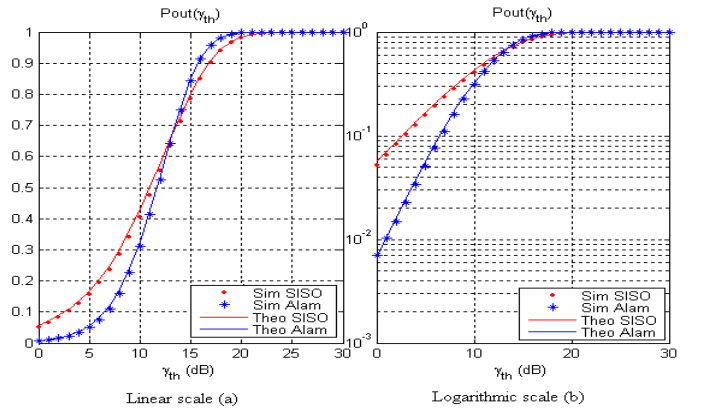 Pout(γth)
1
0.9
0.8
0.7
0.6
0.5
0.4
0.3
0.2
0.1
0
0 5 10 15 20 25 30
γth (dB)
Sim SISO
Sim Alam
Theo SISO
Theo Alam
Linear scale (a)
Pout(γth)
10^0
10^-1
10^-2
10^-3
0 10 20 30
γth (dB)
Sim SISO
Sim Alam
Theo SISO
Theo Alam
Logarithmic scale (b)